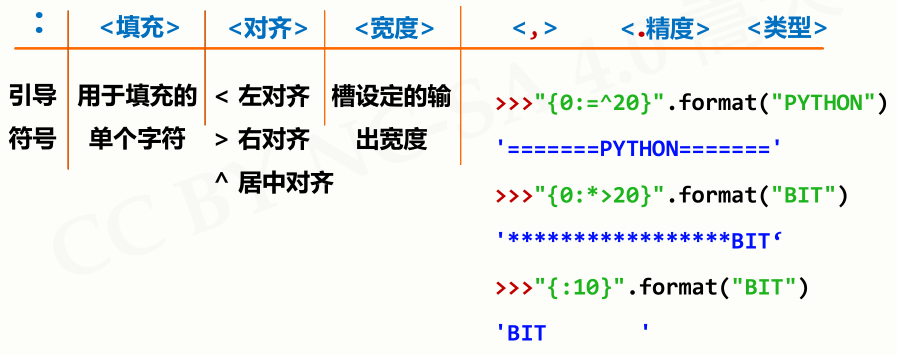 : <填充> <对齐> <宽度> <,> <.精度> <类型>
引导符号
用于填充的单个字符
< 左对齐
> 右对齐
^ 居中对齐
槽设定的输出宽度
>>>"{0:=^20}".format("PYTHON")
'=======PYTHON======='
>>>"{0:*>20}".format("BIT")
'*****************BIT‘
>>>"{:10}".format("BIT")
'BIT       '
CC BY-NC-SA 4.0